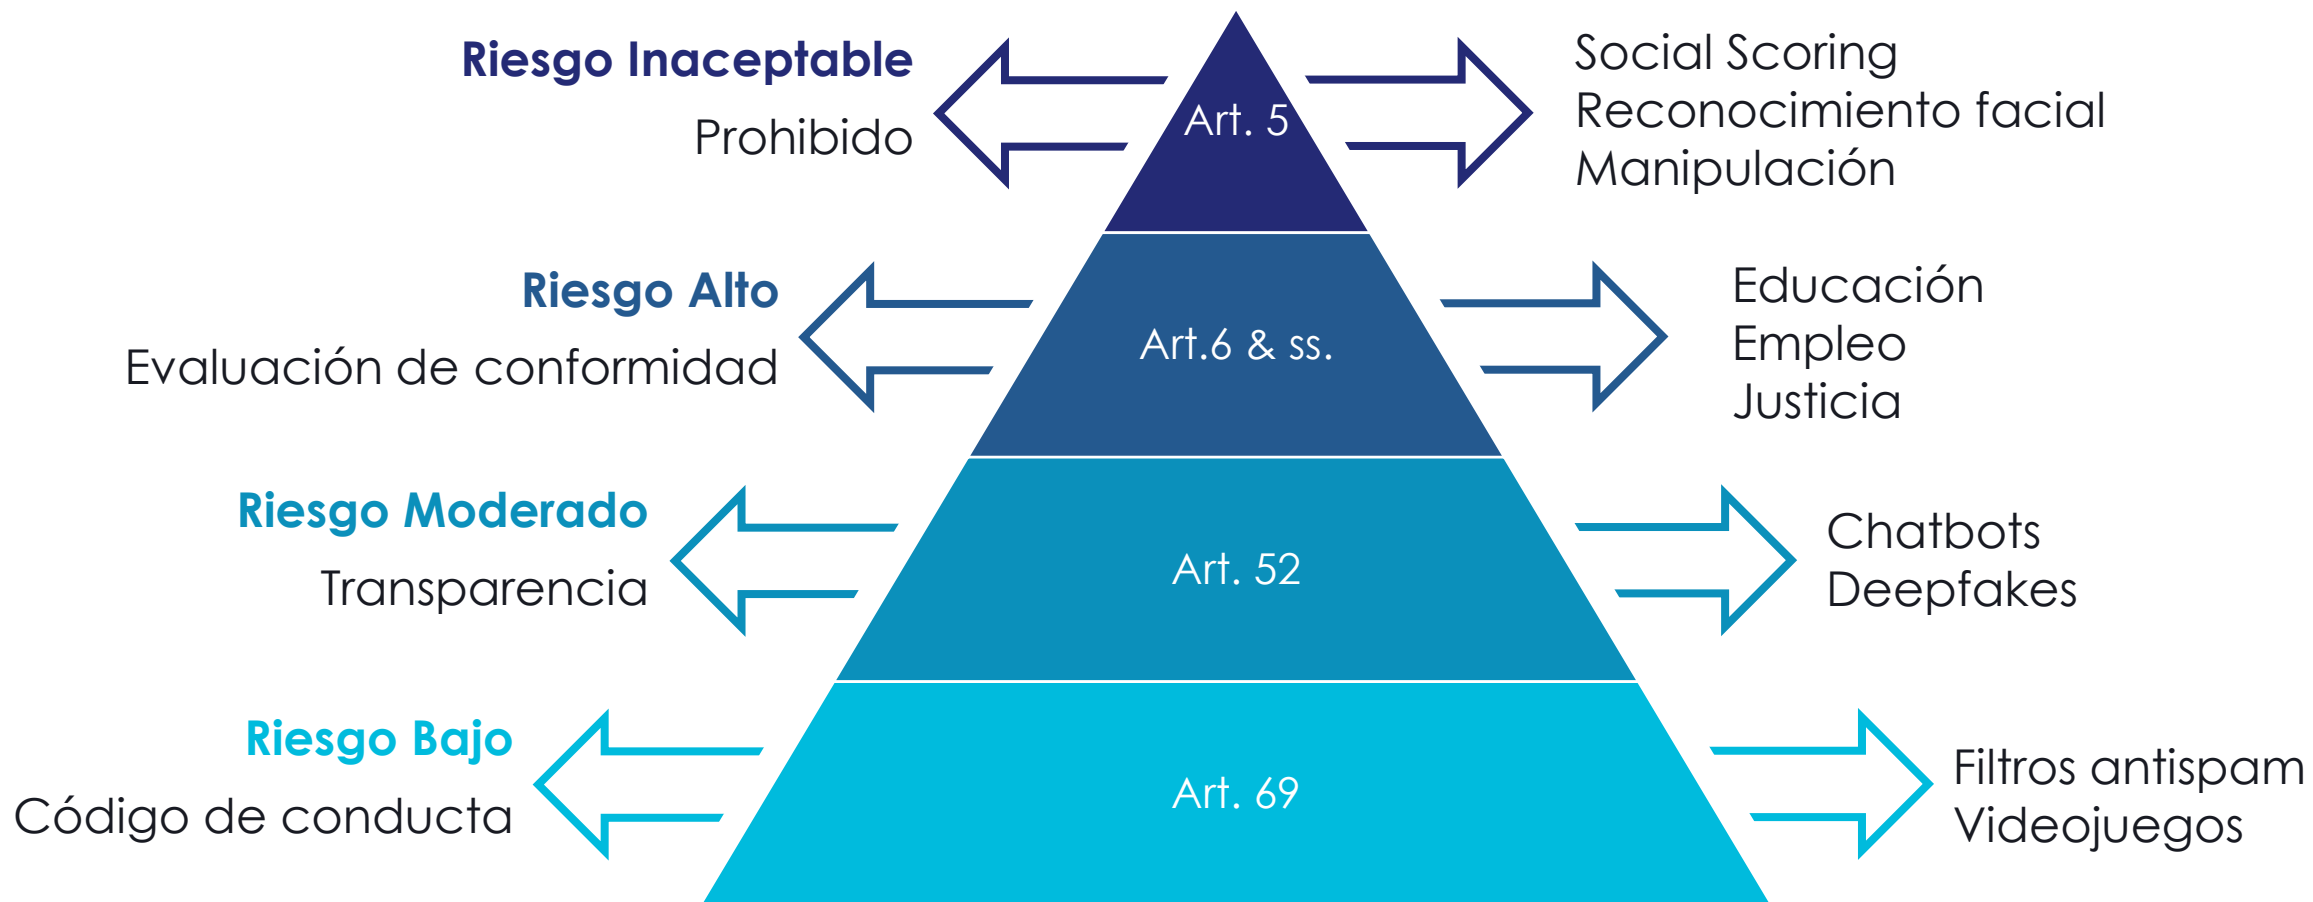 Riesgo Inaceptable
Prohibido
Art. 5
Social Scoring
Reconocimiento facial
Manipulación
Riesgo Alto
Evaluación de conformidad
Art.6 & ss.
Educación
Empleo
Justicia
Riesgo Moderado
Transparencia
Art. 52
Chatbots
Deepfakes
Riesgo Bajo
Código de conducta
Art. 69
Filtros antispam
Videojuegos